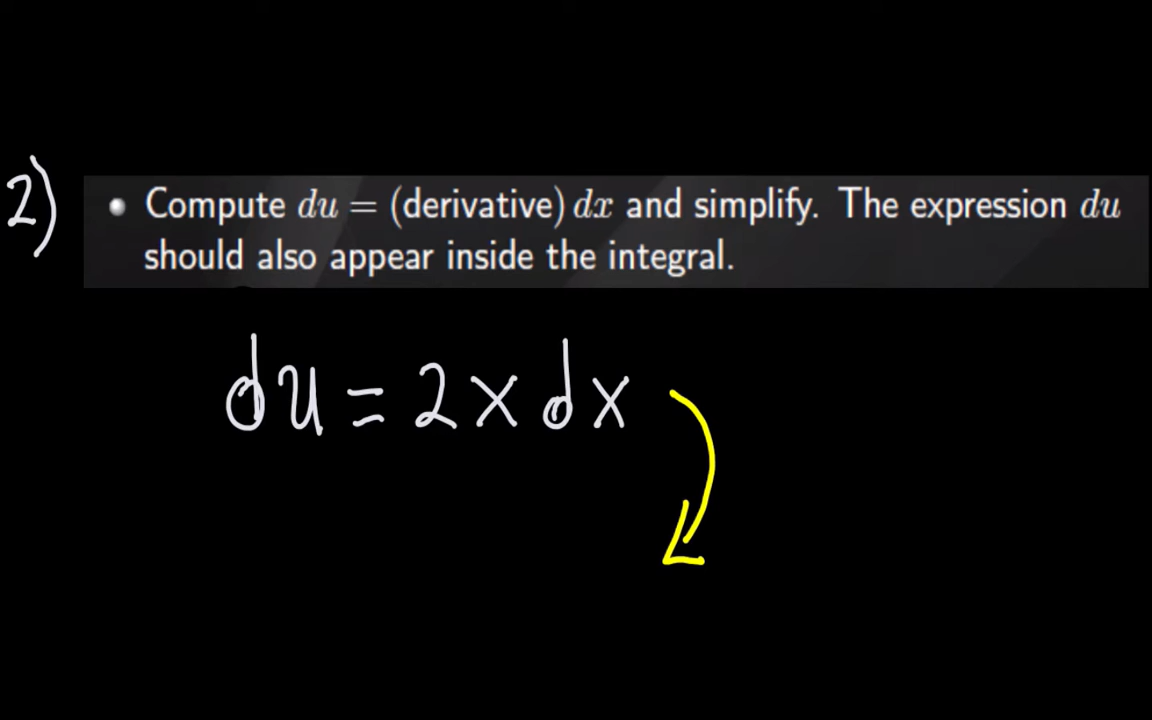 2)
• Compute du = (derivative) dx and simplify. The expression du
should also appear inside the integral.
du = 2x dx